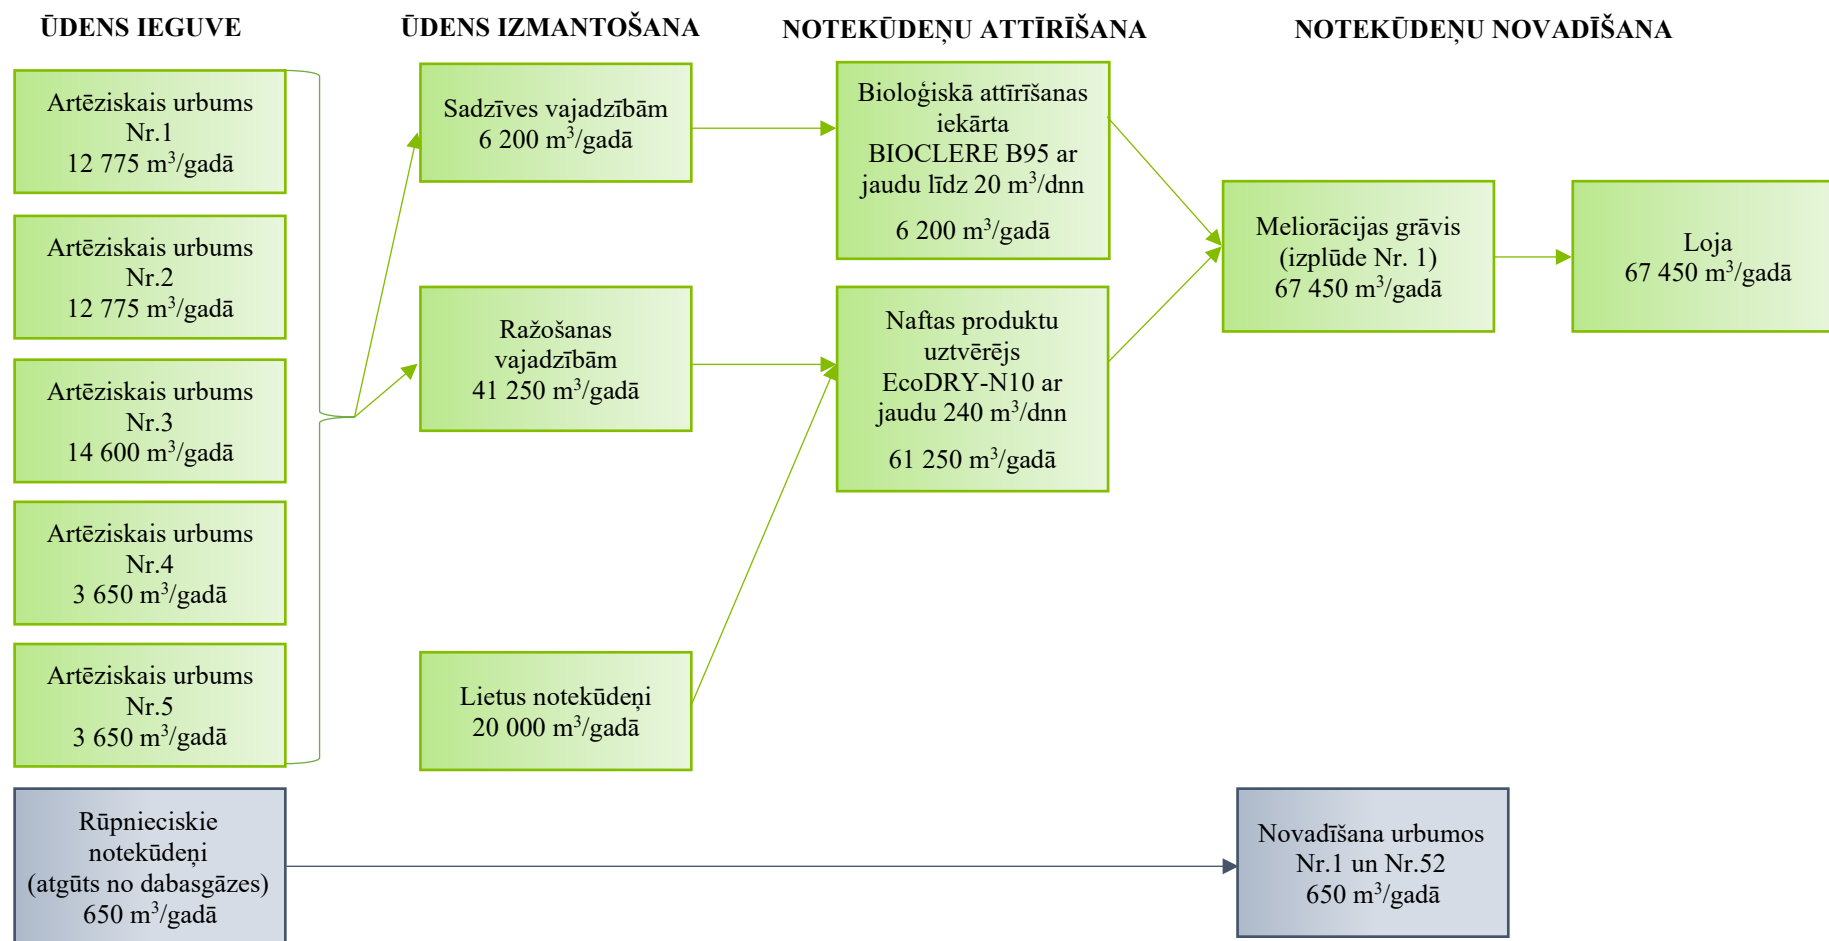 ŪDENS IEGUVE
ŪDENS IZMANTOŠANA
NOTEKŪDEŅU ATTĪRĪŠANA
NOTEKŪDEŅU NOVADĪŠANA
Artēziskais urbums
Nr.1
12 775 m³/gadā
Artēziskais urbums
Nr.2
12 775 m³/gadā
Artēziskais urbums
Nr.3
14 600 m³/gadā
Artēziskais urbums
Nr.4
3 650 m³/gadā
Artēziskais urbums
Nr.5
3 650 m³/gadā
Rūpnieciskie
notekūdeņi
(atgūts no dabasgāzes)
650 m³/gadā
Sadzīves vajadzībām
6 200 m³/gadā
Ražošanas
vajadzībām
41 250 m³/gadā
Lietus notekūdeņi
20 000 m³/gadā
Bioloģiskā attīrīšanas
iekārta
BIOCLERE B95 ar
jaudu līdz 20 m³/dnn
6 200 m³/gadā
Naftas produktu
uztvērējs
EcoDRY-N10 ar
jaudu 240 m³/dnn
61 250 m³/gadā
Meliorācijas grāvis
(izplūde Nr. 1)
67 450 m³/gadā
Loja
67 450 m³/gadā
Novadīšana urbumos
Nr.1 un Nr.52
650 m³/gadā